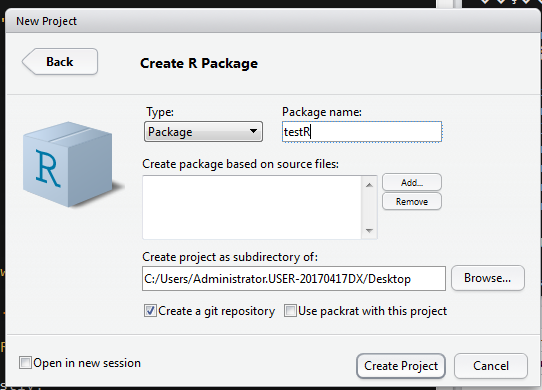 New Project
Back
Create R Package
Type:
Package name:
Package
testR
R
Create package based on source files:
Add...
Remove
Create project as subdirectory of:
C:/Users/Administrator.USER-20170417DX/Desktop
Browse...
Create a git repository
Use packrat with this project
Open in new session
Create Project
Cancel